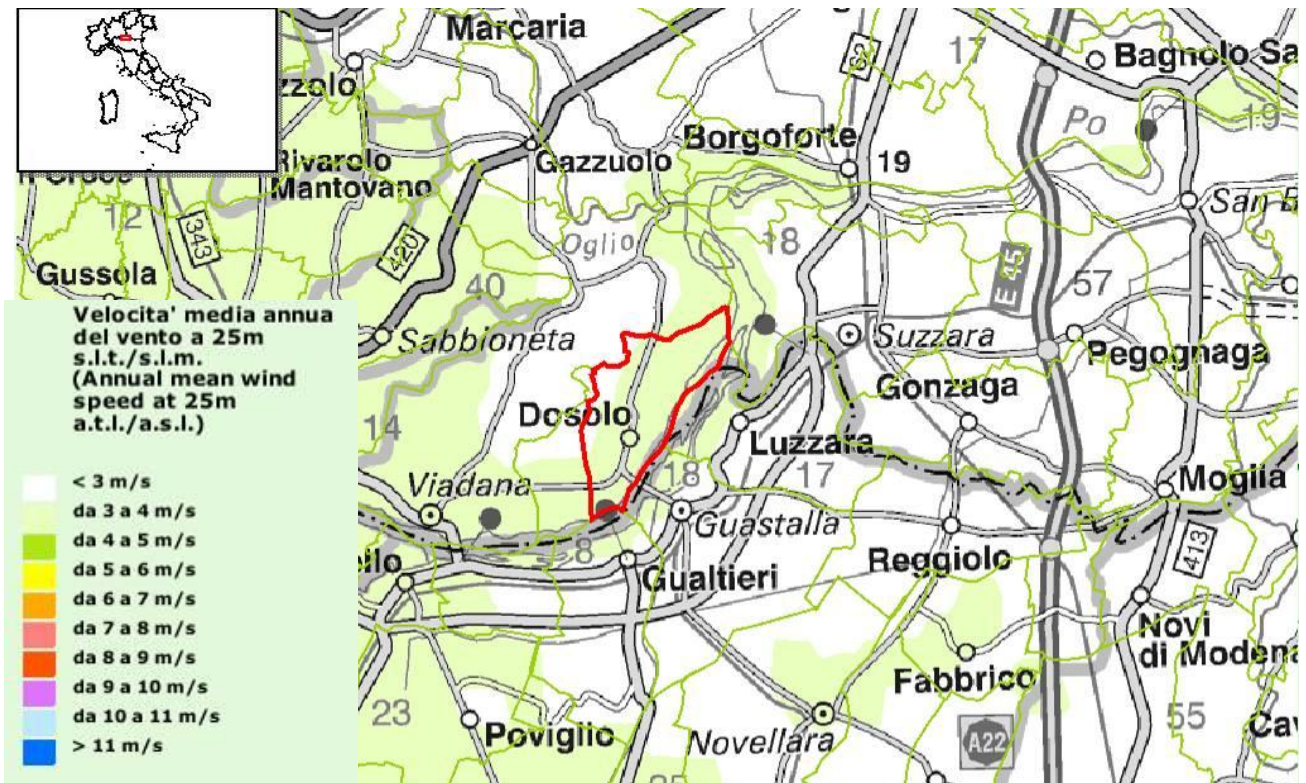 Marcaria
Bagnolo Sa
17
zzolo
62
Po
19
Borgoforte
19
Rivarolo
Mantovano
Gazzuolo
San B
12
343
420
Oglio
18
E 45
57
Gussola
40
Sabbioneta
Suzzara
Pegognaga
Gonzaga
Velocita' media annua
del vento a 25m
s.l.t./s.l.m.
(Annual mean wind
speed at 25m
a.t.l./a.s.l.)
14
Dosolo
Luzzara
Viadana
18
17
Moglia
Guastalla
413
8
Reggiolo
Gualtieri
Novi
di Modena
Fabbrico
23
Poviglio
Novellara
A22
55
Cav
< 3 m/s
da 3 a 4 m/s
da 4 a 5 m/s
da 5 a 6 m/s
da 6 a 7 m/s
da 7 a 8 m/s
da 8 a 9 m/s
da 9 a 10 m/s
da 10 a 11 m/s
> 11 m/s